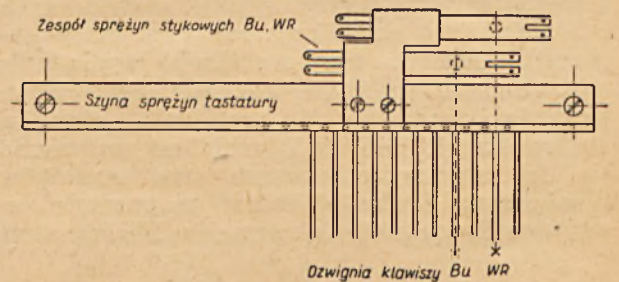 Zespół sprężyn stykowych Bu, WR
Szyna sprężyn tastatury
Dzwignia klawiszy Bu WR